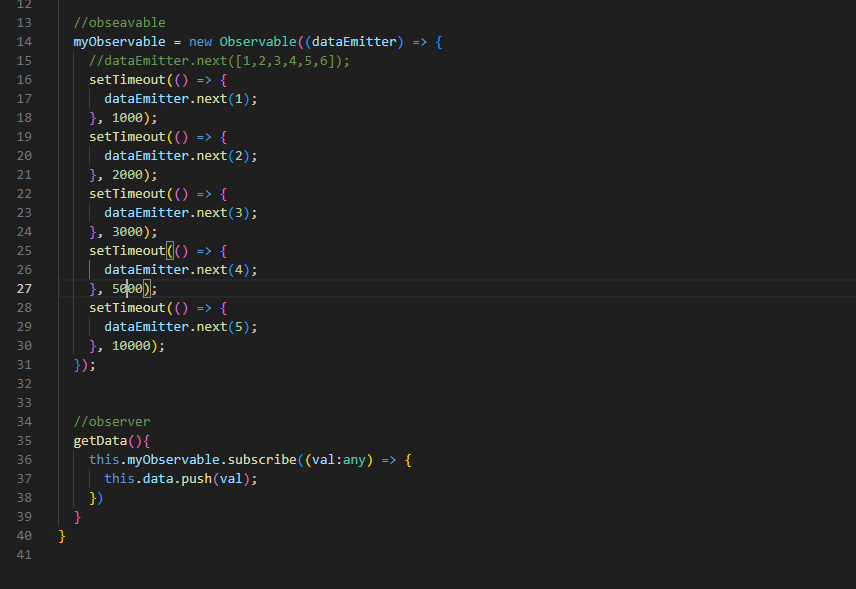 12
13 //obseavable
14 myObservable = new Observable((dataEmitter) => {
15 //dataEmitter.next([1,2,3,4,5,6]);
16 setTimeout(() => {
17 dataEmitter.next(1);
18 }, 1000);
19 setTimeout(() => {
20 dataEmitter.next(2);
21 }, 2000);
22 setTimeout(() => {
23 dataEmitter.next(3);
24 }, 3000);
25 setTimeout(() => {
26 dataEmitter.next(4);
27 }, 5000);
28 setTimeout(() => {
29 dataEmitter.next(5);
30 }, 10000);
31 });
32
33
34 //observer
35 getData(){
36 this.myObservable.subscribe((val:any) => {
37 this.data.push(val);
38 })
39 }
40 }
41